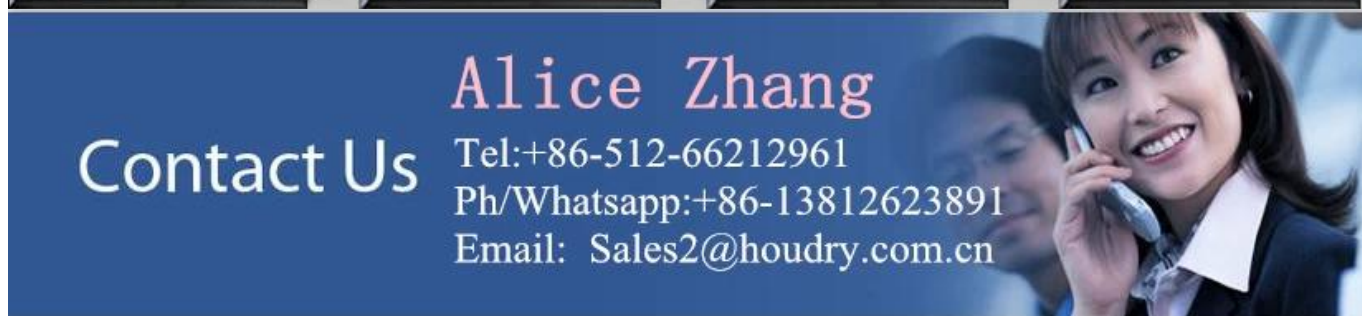 Alice Zhang
Contact Us
Tel:+86-512-66212961
Ph/Whatsapp:+86-13812623891
Email: Sales2@houdry.com.cn